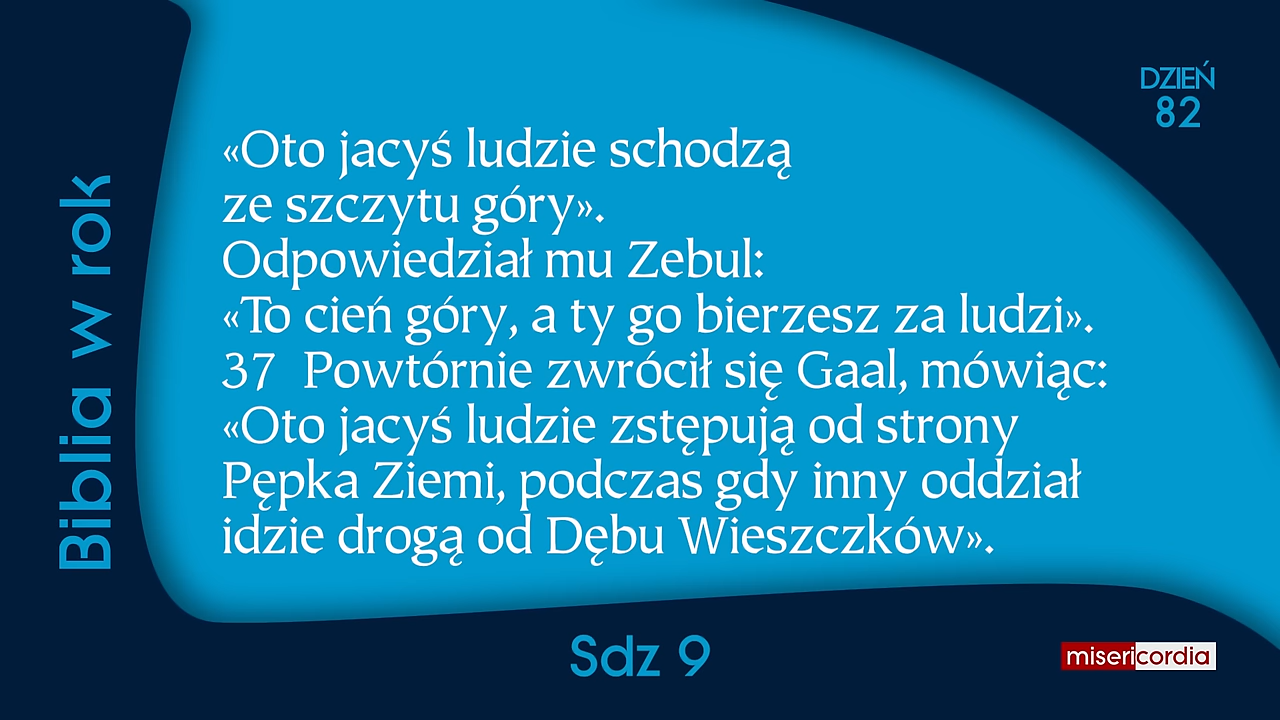 DZIEŃ
82
Biblia w rok
«Oto jacyś ludzie schodzą
ze szczytu góry».
Odpowiedział mu Zebul:
«To cień góry, a ty go bierzesz za ludzi».
37 Powtórnie zwrócił się Gaal, mówiąc:
«Oto jacyś ludzie zstępują od strony
Pępka Ziemi, podczas gdy inny oddział
idzie drogą od Dębu Wieszczków».
Sdz 9
misericordia